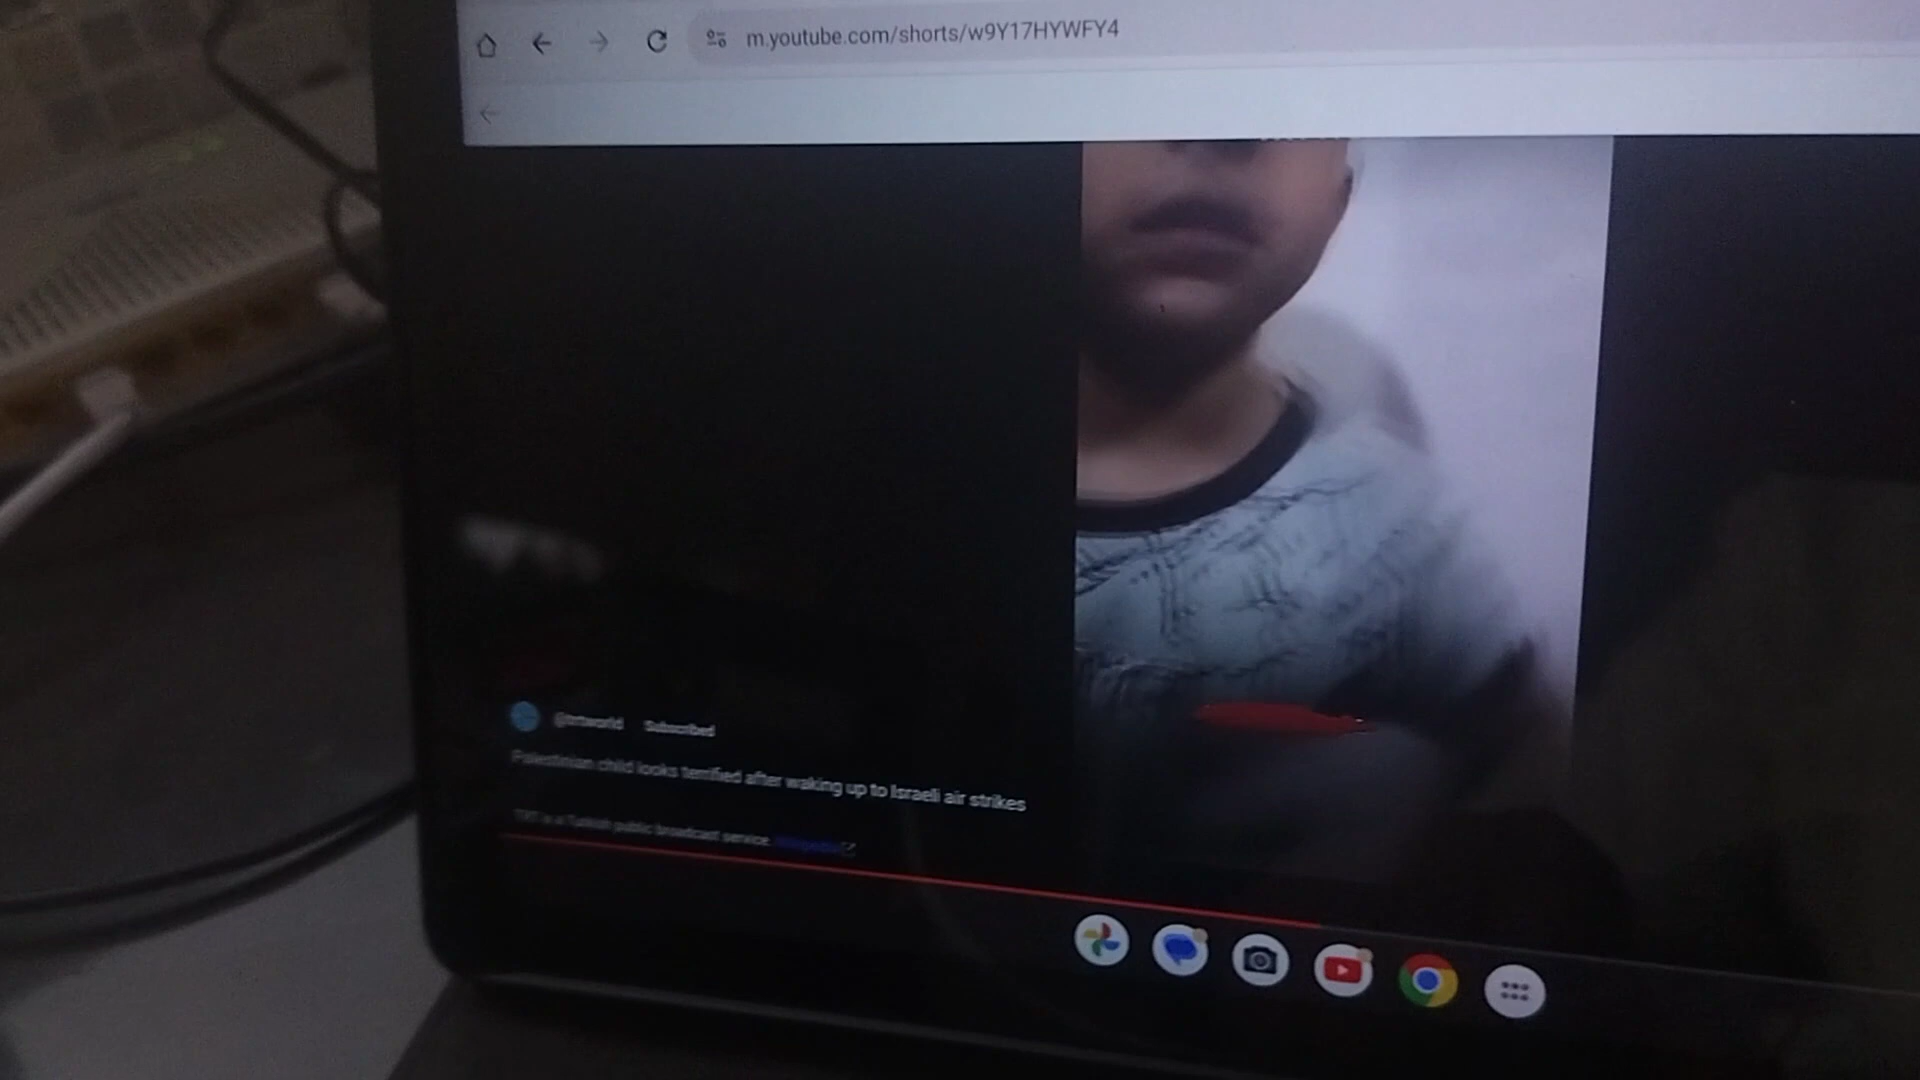 m.youtube.com/shorts/w9Y17HYWFY4
@trtworld Subscribed
Palestinian child looks terrified after waking up to Israeli air strikes
TRT is a Turkish public broadcast service. Wikipedia